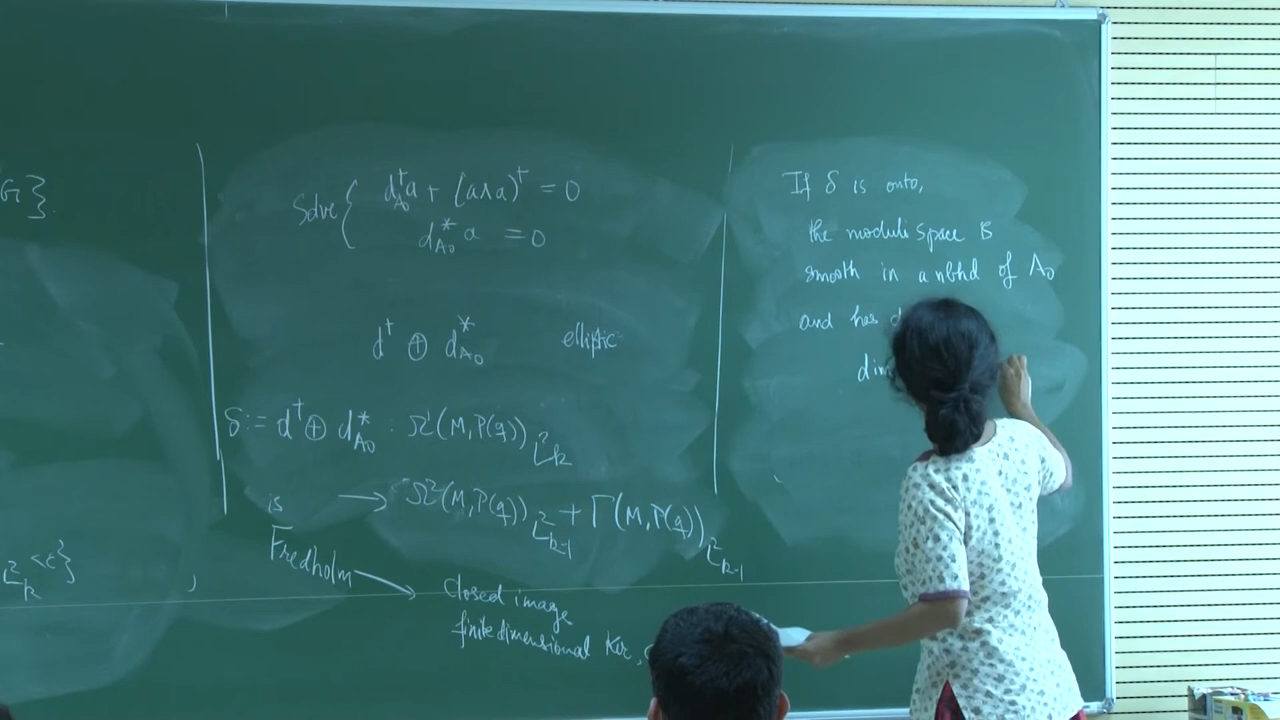 G}.
Solve { d⁺_{A₀}a + (a∧a)⁺ = 0
d*_{A₀} a = 0
d⁺ ⊕ d*_{A₀} elliptic
δ := d⁺ ⊕ d*_{A₀} : Ω¹(M, P(g))_{L²_k}
is → Ω²(M, P(g))_{L²_{k-1}} + Γ(M, P(g))_{L²_{k-1}}
Fredholm → Closed image
finite dimensional Ker,
L²_k <ε} ,
If δ is onto,
the moduli space is
smooth in a nbhd of A₀
and has